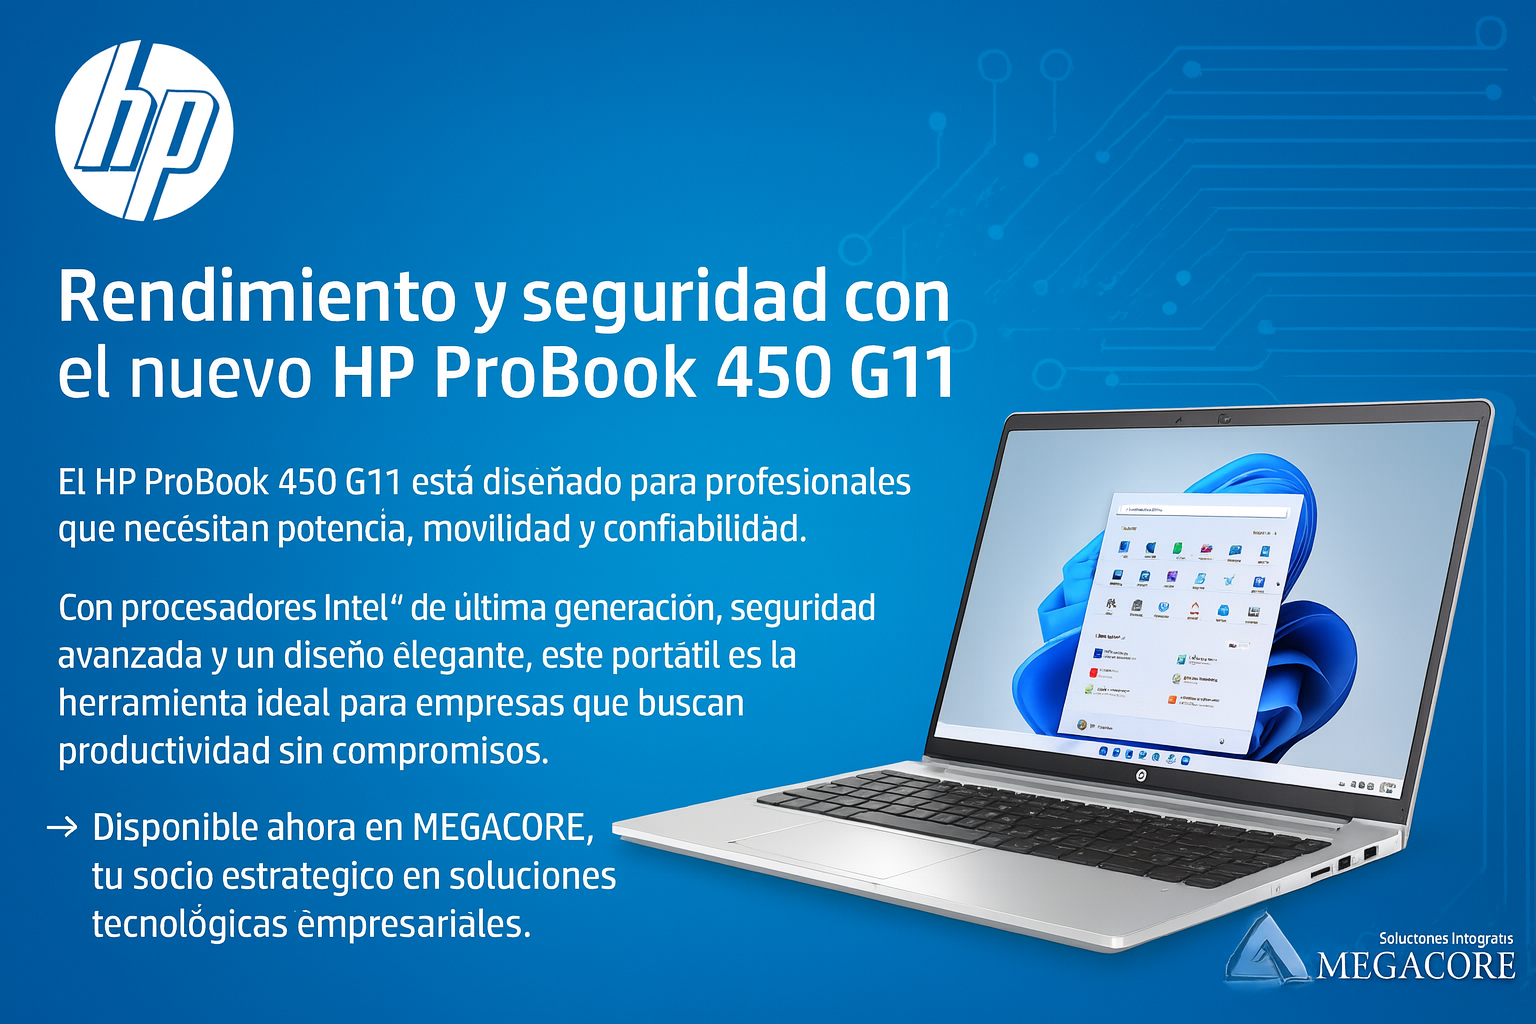 hp
Rendimiento y seguridad con
el nuevo HP ProBook 450 G11
El HP ProBook 450 G11 está diseñado para profesionales
que necésitan potencia, movilidad y confiabilidad.
Con procesadores Intel“ de última generación, seguridad
avanzada y un diseño êlegante, este portátil es la
herramienta ideal para empresas que buscan
productividad sin compromisos.
→ Disponible ahora en MEGACORE,
tu socio estrategico en soluciones
tecnológicas èmpresariales.
Soluctones Intogratıs
MEGACORE